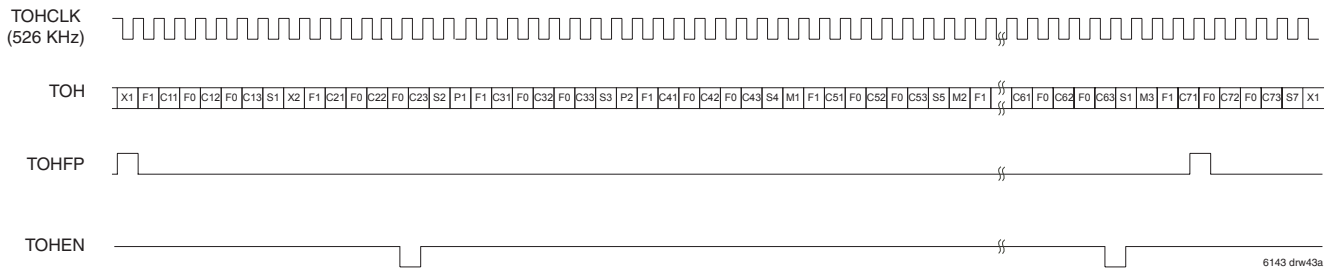 TOHCLK
(526 KHz)
TOH X1 F1 C11 F0 C12 F0 C13 S1 X2 F1 C21 F0 C22 F0 C23 S2 P1 F1 C31 F0 C32 F0 C33 S3 P2 F1 C41 F0 C42 F0 C43 S4 M1 F1 C51 F0 C52 F0 C53 S5 M2 F1 C61 F0 C62 F0 C63 S1 M3 F1 C71 F0 C72 F0 C73 S7 X1
TOHFP
TOHEN
6143 drw43a